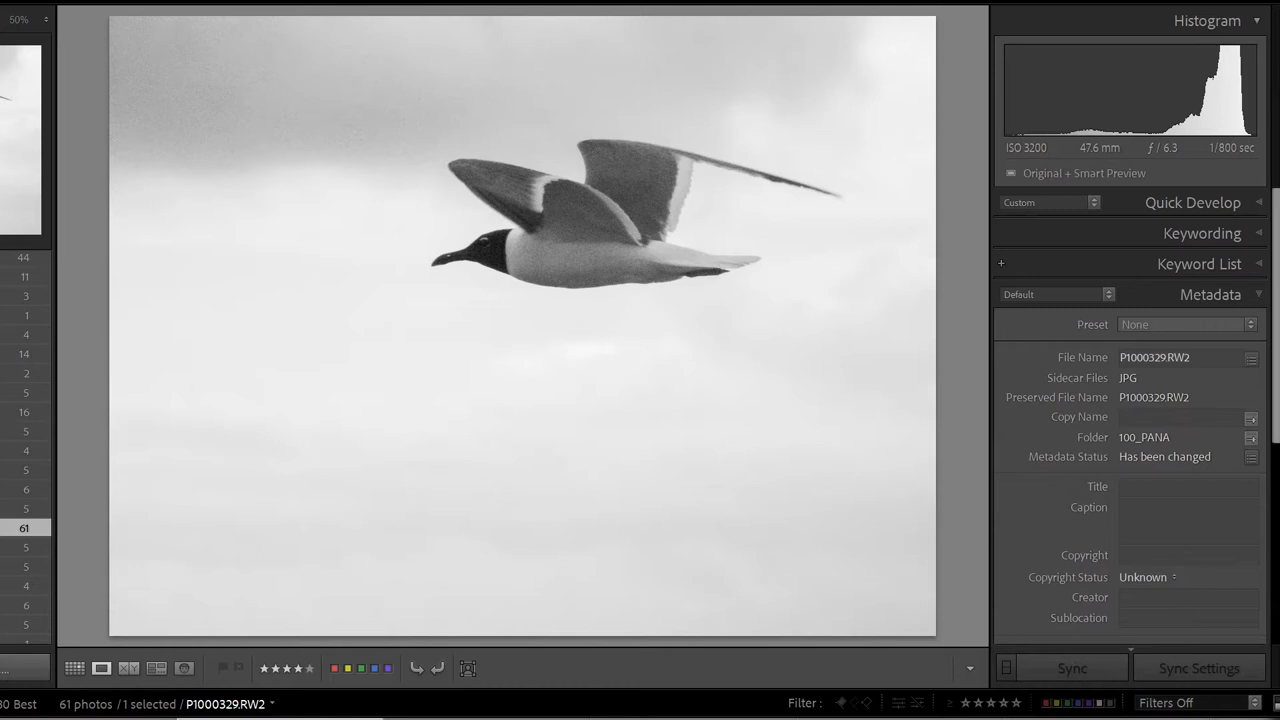 50%
44
11
3
1
4
14
2
5
16
5
4
5
6
5
61
5
5
4
6
5
Histogram
ISO 3200 47.6 mm ƒ / 6.3 1/800 sec
Original + Smart Preview
Custom Quick Develop
Keywording
+ Keyword List
Default Metadata
Preset None
File Name P1000329.RW2
Sidecar Files JPG
Preserved File Name P1000329.RW2
Copy Name
Folder 100_PANA
Metadata Status Has been changed
Title
Caption
Copyright
Copyright Status Unknown
Creator
Sublocation
XY
Sync Sync Settings
30 Best 61 photos / 1 selected / P1000329.RW2 Filter : ≥ Filters Off